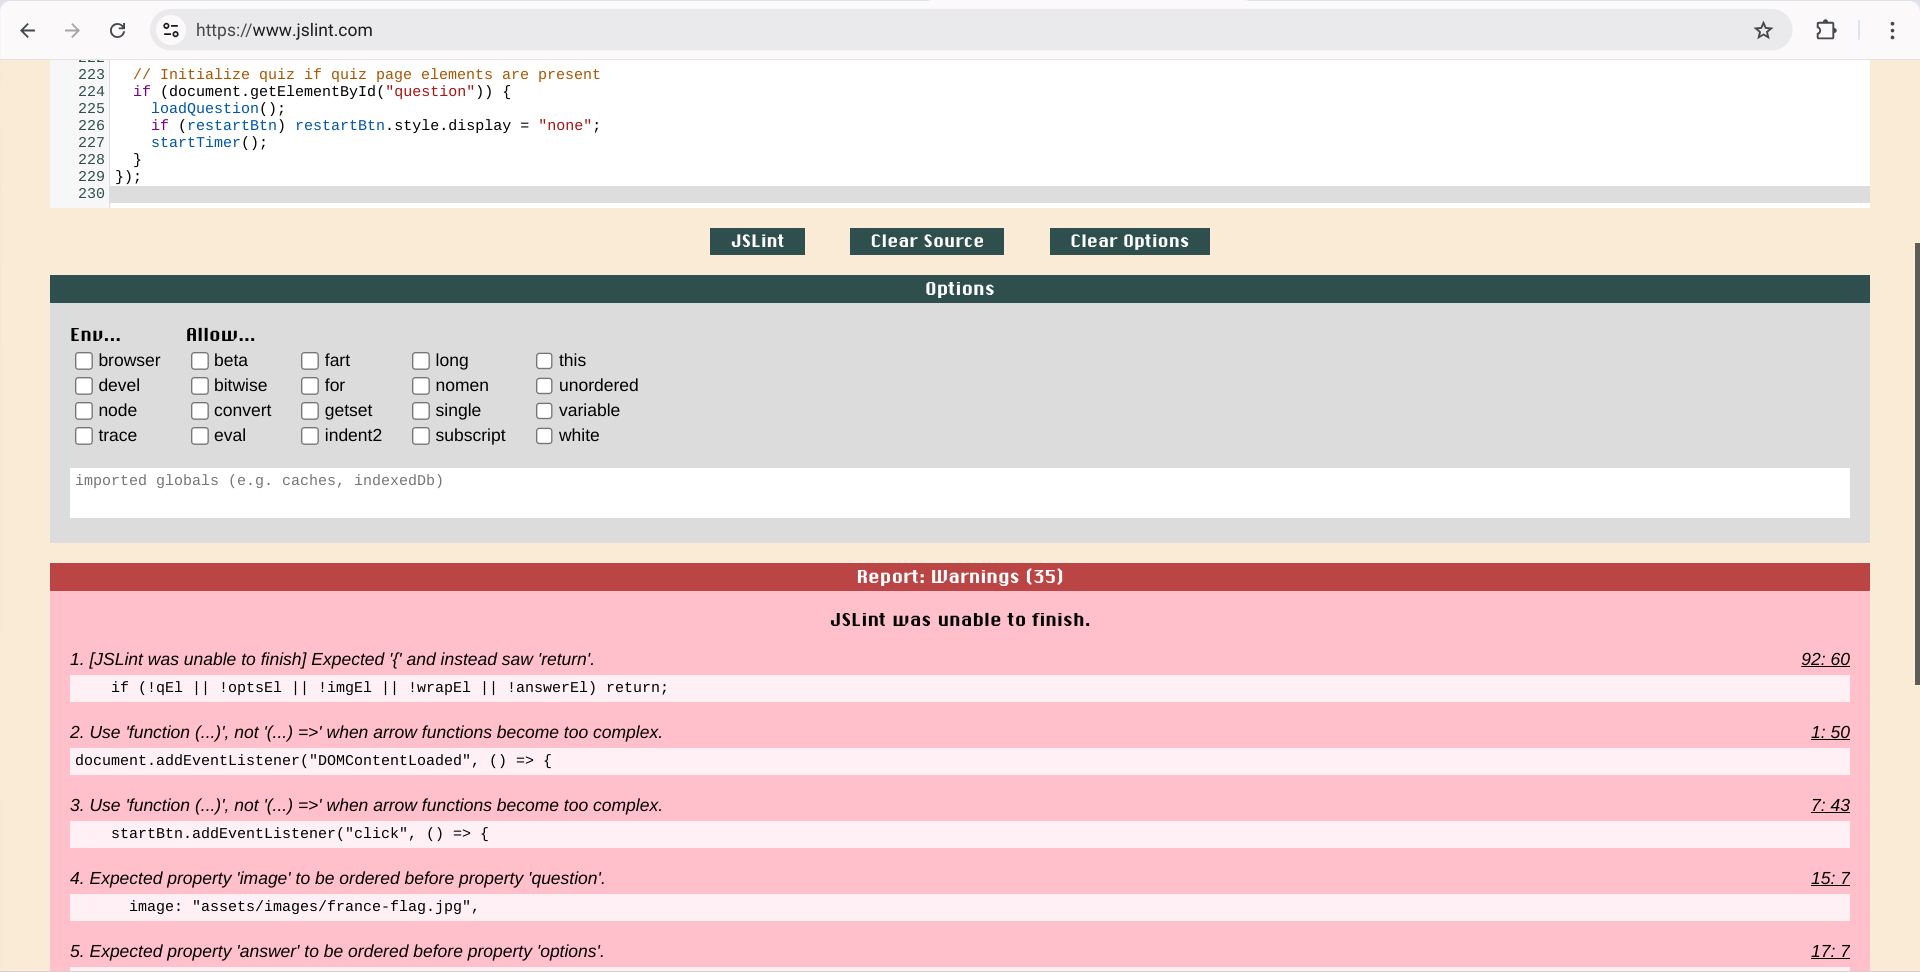 https://www.jslint.com
222
223 // Initialize quiz if quiz page elements are present
224 if (document.getElementById("question")) {
225 loadQuestion();
226 if (restartBtn) restartBtn.style.display = "none";
227 startTimer();
228 }
229 });
230
JSLint Clear Source Clear Options
Options
Env... Allow...
browser beta fart long this
devel bitwise for nomen unordered
node convert getset single variable
trace eval indent2 subscript white
imported globals (e.g. caches, indexedDb)
Report: Warnings (35)
JSLint was unable to finish.
1. [JSLint was unable to finish] Expected '{' and instead saw 'return'. 92: 60
if (!qEl || !optsEl || !imgEl || !wrapEl || !answerEl) return;
2. Use 'function (...)', not '(...) =>' when arrow functions become too complex. 1: 50
document.addEventListener("DOMContentLoaded", () => {
3. Use 'function (...)', not '(...) =>' when arrow functions become too complex. 7: 43
startBtn.addEventListener("click", () => {
4. Expected property 'image' to be ordered before property 'question'. 15: 7
image: "assets/images/france-flag.jpg",
5. Expected property 'answer' to be ordered before property 'options'. 17: 7